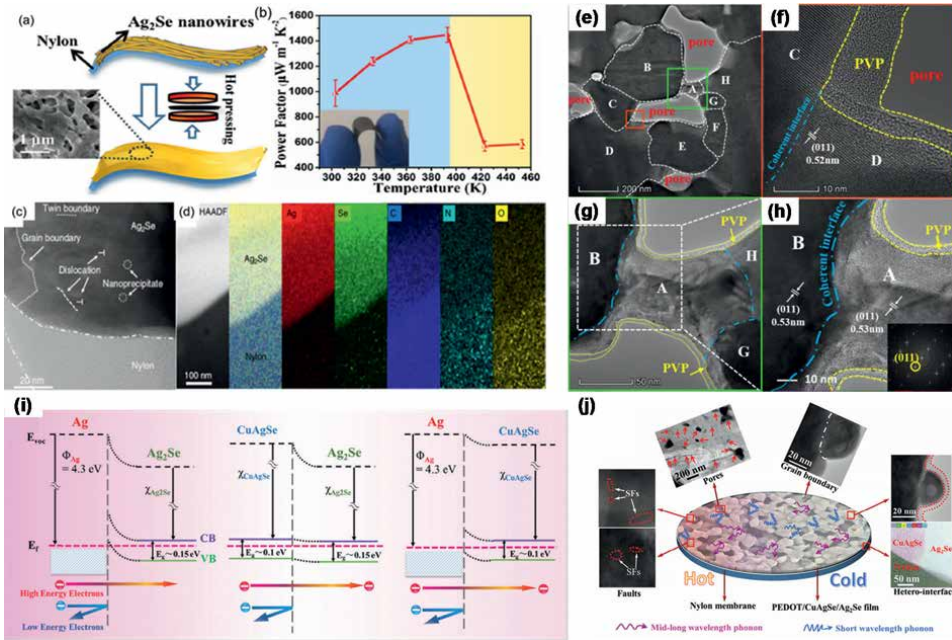 (a)
Ag2Se nanowires
Nylon
Hot pressing
1 μm
(b)
Power Factor (μW m⁻¹ K⁻²)
1600
1400
1200
1000
800
600
400
300 320 340 360 380 400 420 440 460
Temperature (K)
(c)
Twin boundary
Ag2Se
Grain boundary
Dislocation
Nanoprecipitate
Nylon
20 nm
(d) HAADF
Ag
Se
C
N
O
Ag2Se
Nylon
100 nm
(e)
pore
B
H
A
G
pore
C
F
D
E
pore
200 nm
(f)
C
PVP
pore
Coherent interface
(011)
0.52nm
D
10 nm
(g)
PVP
B
H
A
G
PVP
50 nm
(h)
PVP
B
Coherent interface
A
(011)
0.53nm
(011)
0.53nm
(011)
10 nm
(i)
Ag
Evoc
ΦAg
= 4.3 eV
Ag2Se
χAg2Se
CB
Ef
Eg~0.15eV
VB
High Energy Electrons
Low Energy Electrons
CuAgSe
χCuAgSe
Ag2Se
χAg2Se
Eg~0.1 eV
Eg~0.15eV
Ag
ΦAg
= 4.3 eV
CuAgSe
χCuAgSe
Eg~0.1 eV
(j)
200 nm
Pores
20 nm
Grain boundary
SFs
SFs
Faults
20 nm
CuAgSe
Ag2Se
50 nm
Hetero-interface
Hot
Cold
Nylon membrane
PEDOT/CuAgSe/Ag2Se film
Mid-long wavelength phonon
Short wavelength phonon